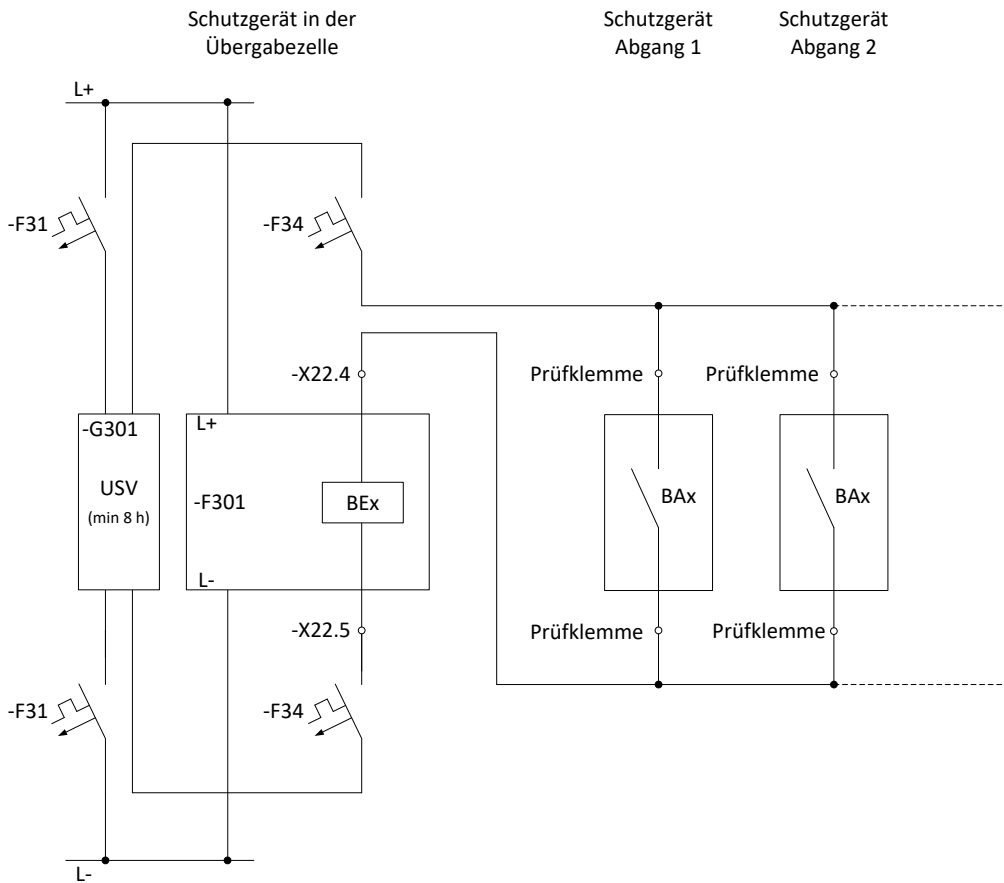 Schutzgerät in der
Übergabezelle
Schutzgerät
Abgang 1
Schutzgerät
Abgang 2
L+
-F31
-F34
-X22.4
Prüfklemme
Prüfklemme
-G301
USV
(min 8 h)
L+
-F301
BEx
L-
BAx
BAx
-X22.5
Prüfklemme
Prüfklemme
-F31
-F34
L-